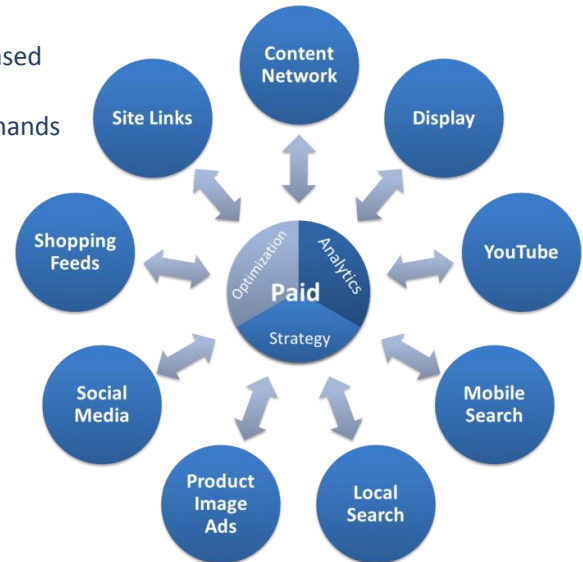 Content
Network
Display
YouTube
Mobile
Search
Local
Search
Product
Image
Ads
Social
Media
Shopping
Feeds
Site Links
Optimization
Analytics
Paid
Strategy